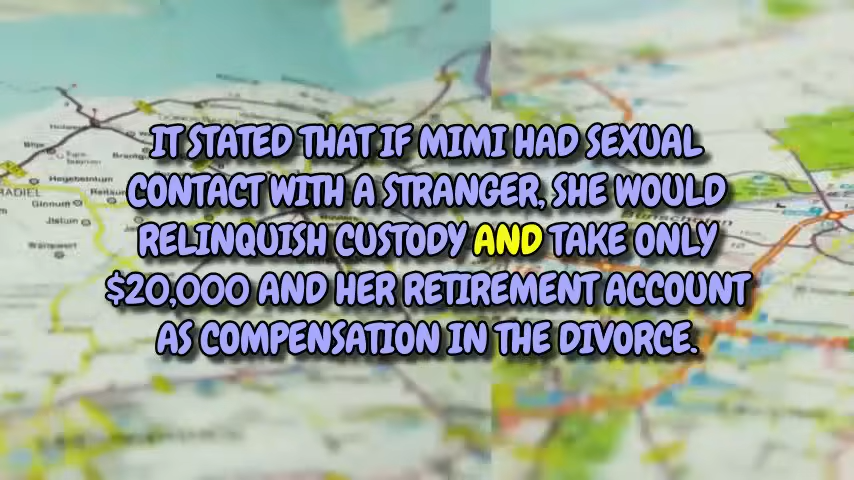 IT STATED THAT IF MIMI HAD SEXUAL
CONTACT WITH A STRANGER, SHE WOULD
RELINQUISH CUSTODY AND TAKE ONLY
$20,000 AND HER RETIREMENT ACCOUNT
AS COMPENSATION IN THE DIVORCE.